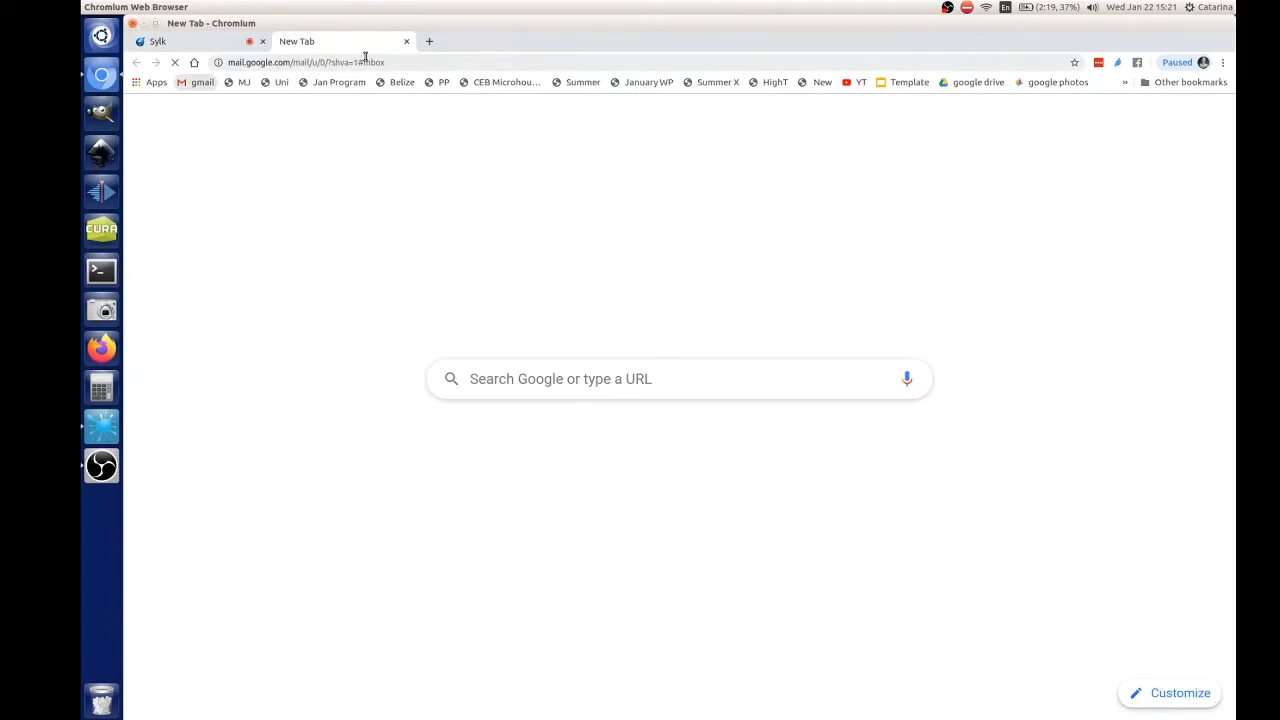 Chromium Web Browser
En (2:19, 37%) Wed Jan 22 15:21 Catarina
New Tab - Chromium
Sylk New Tab
mail.google.com/mail/u/0/?shva=1#inbox Paused
Apps gmail MJ Uni Jan Program Belize PP CEB Microhou... Summer January WP Summer X HighT New YT Template google drive google photos » Other bookmarks
CURA
Search Google or type a URL
Customize